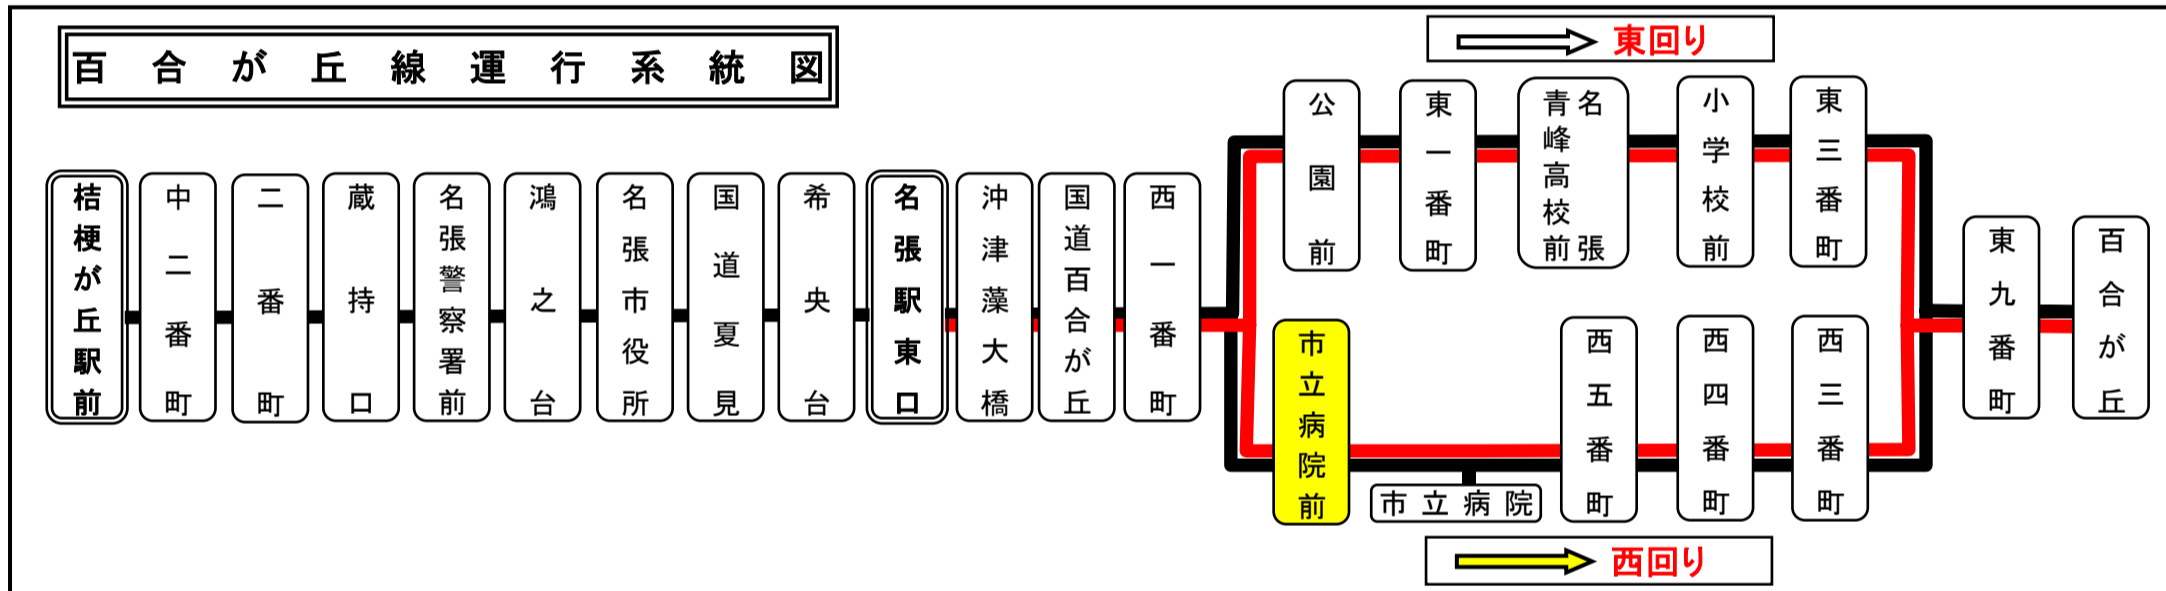 百合が丘線運行系統図
東回り
桔梗が丘駅前
中二番町
二番町
蔵持口
名張警察署前
鴻之台
名張市役所
国道夏見
希央台
名張駅東口
沖津藻大橋
国道百合が丘
西一番町
公園前
東一番町
名張
青峰高校前
小学校前
東三番町
市立病院前
市立病院
西五番町
西四番町
西三番町
東九番町
百合が丘
西回り